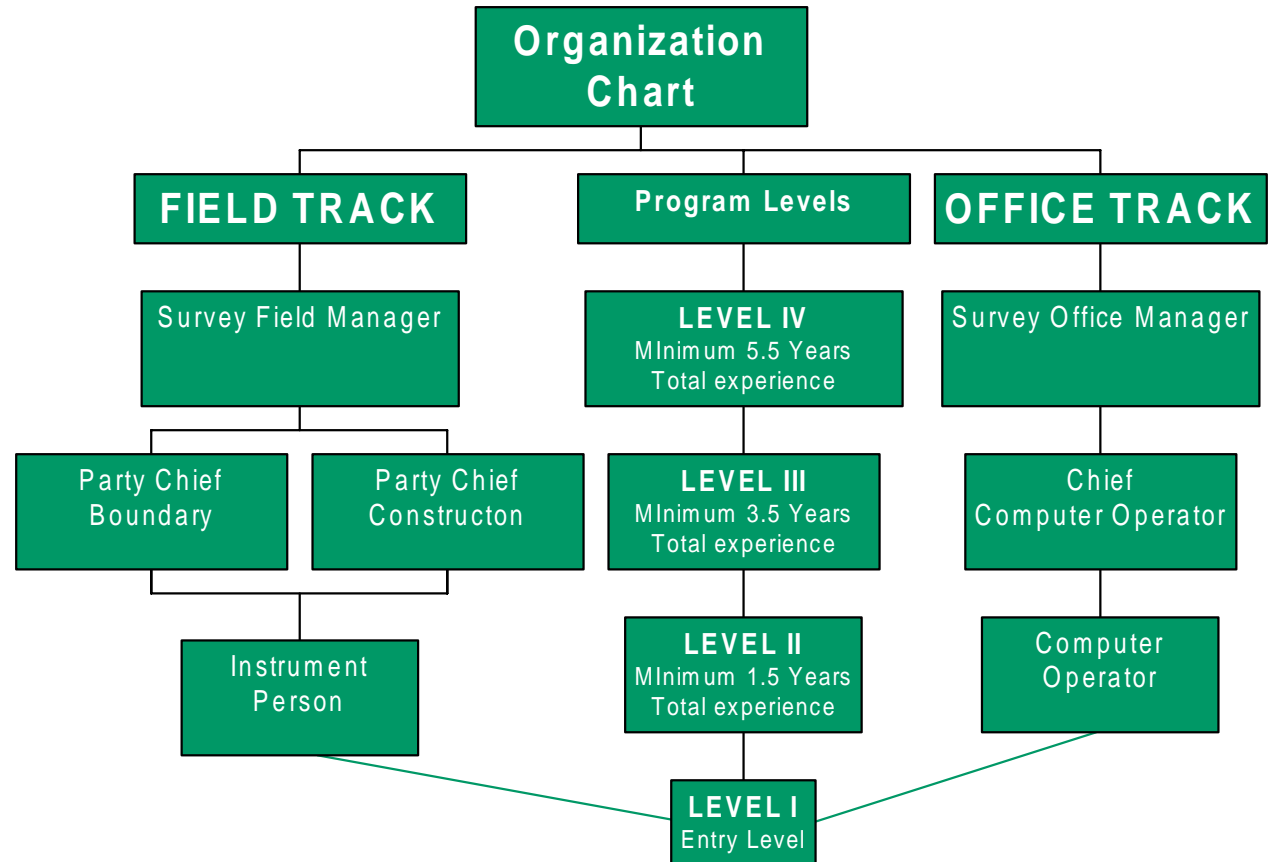 Organization
Chart
FIELD TRACK
Program Levels
OFFICE TRACK
Survey Field Manager
LEVEL IV
MInimum 5.5 Years
Total experience
Survey Office Manager
Party Chief
Boundary
Party Chief
Constructon
LEVEL III
MInimum 3.5 Years
Total experience
Chief
Computer Operator
Instrument
Person
LEVEL II
MInimum 1.5 Years
Total experience
Computer
Operator
LEVEL I
Entry Level